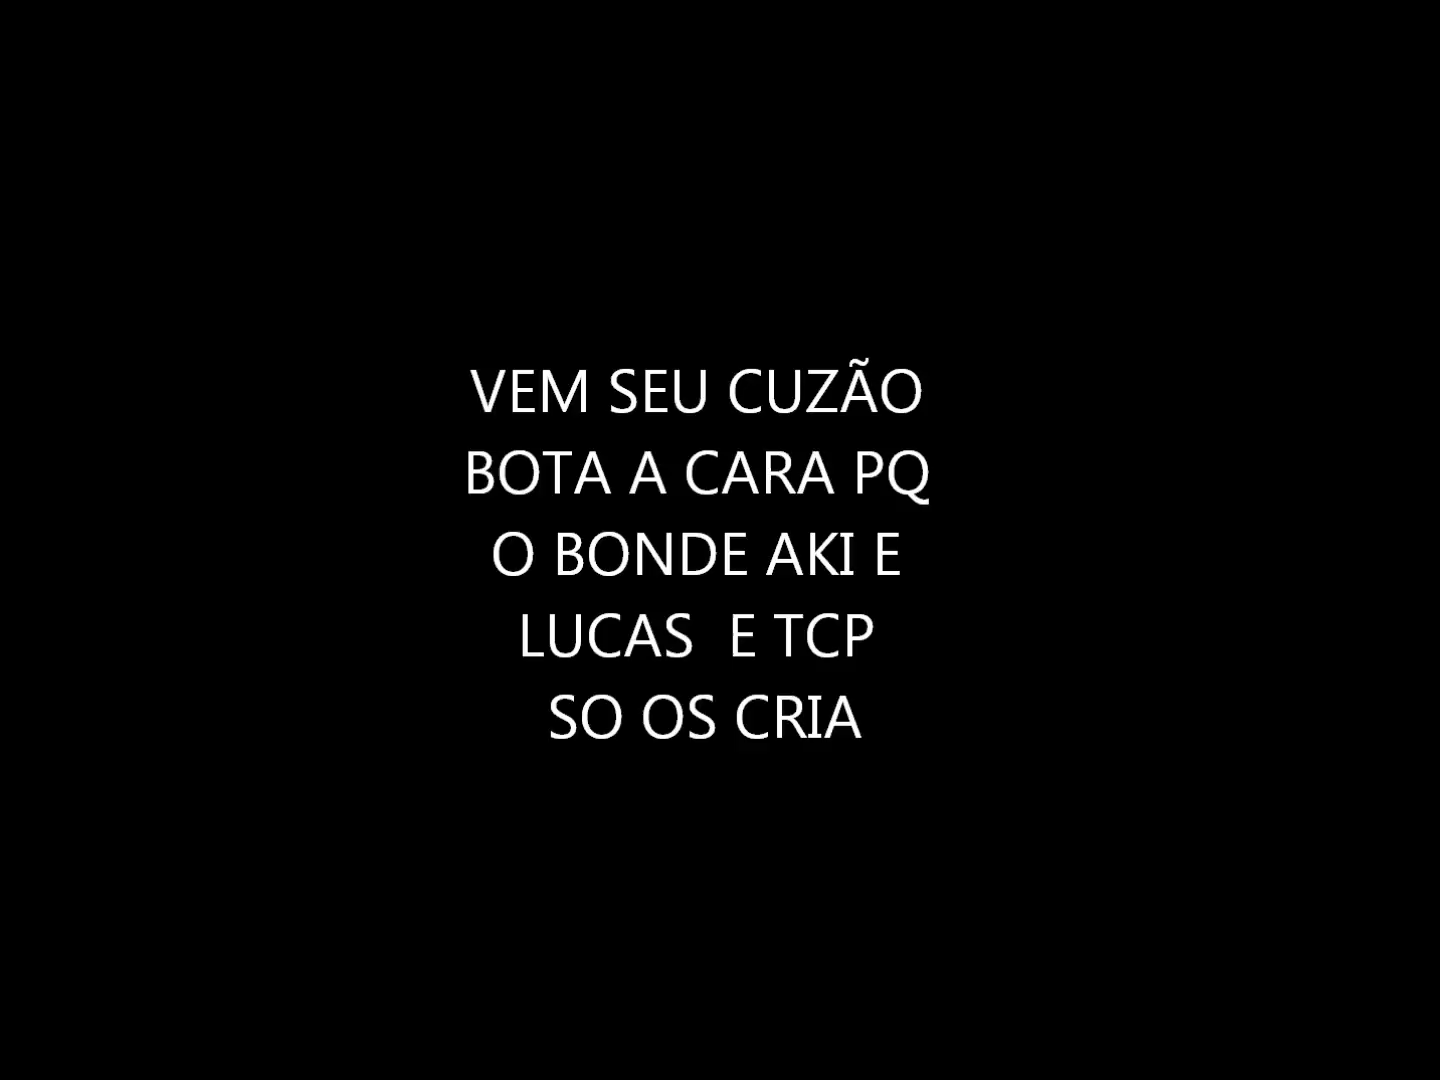 VEM SEU CUZÃO
BOTA A CARA PQ
O BONDE AKI E
LUCAS  E TCP
SO OS CRIA